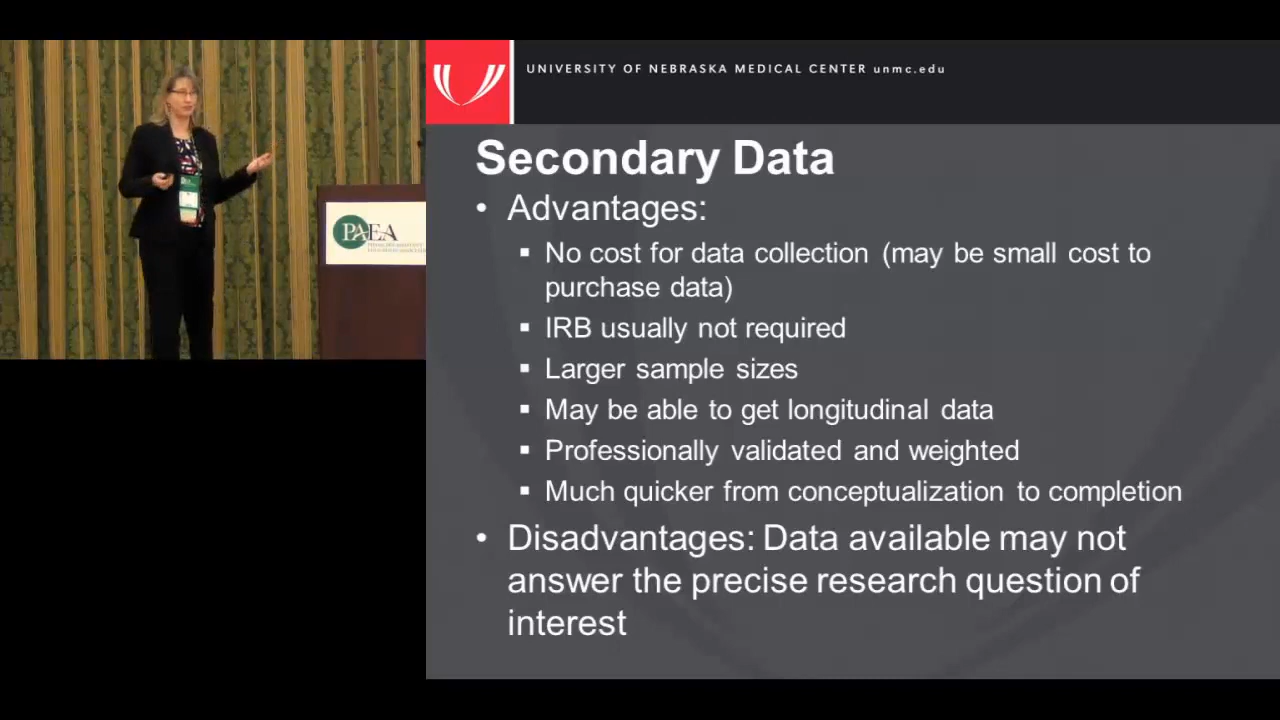 UNIVERSITY OF NEBRASKA MEDICAL CENTER unmc.edu
Secondary Data
• Advantages:
▪ No cost for data collection (may be small cost to
purchase data)
▪ IRB usually not required
▪ Larger sample sizes
▪ May be able to get longitudinal data
▪ Professionally validated and weighted
▪ Much quicker from conceptualization to completion
• Disadvantages: Data available may not
answer the precise research question of
interest
PAEA